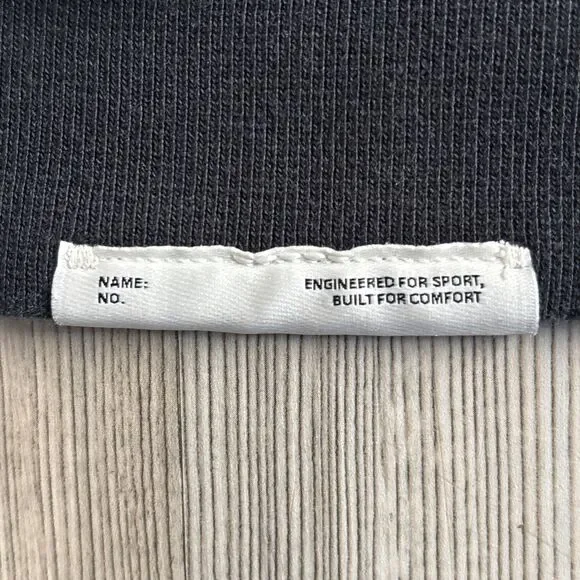 NAME:
NO.
ENGINEERED FOR SPORT,
BUILT FOR COMFORT